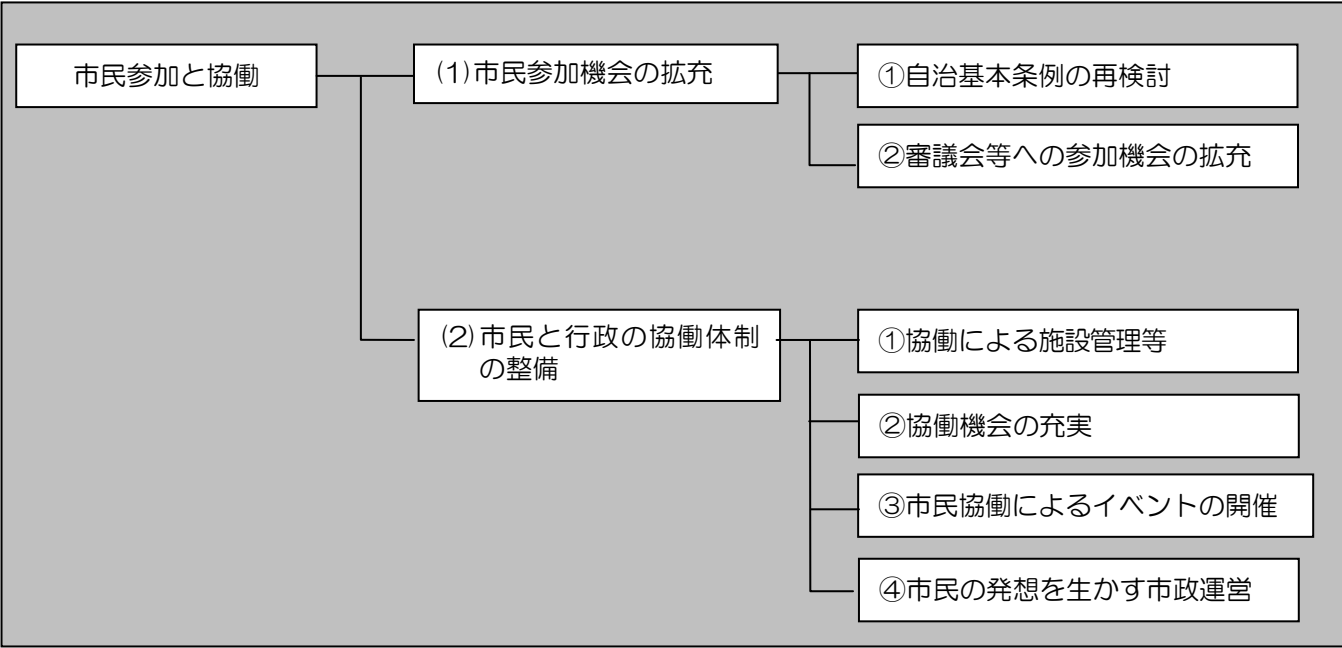 市民参加と協働
(1)市民参加機会の拡充
①自治基本条例の再検討
②審議会等への参加機会の拡充
(2)市民と行政の協働体制
の整備
①協働による施設管理等
②協働機会の充実
③市民協働によるイベントの開催
④市民の発想を生かす市政運営